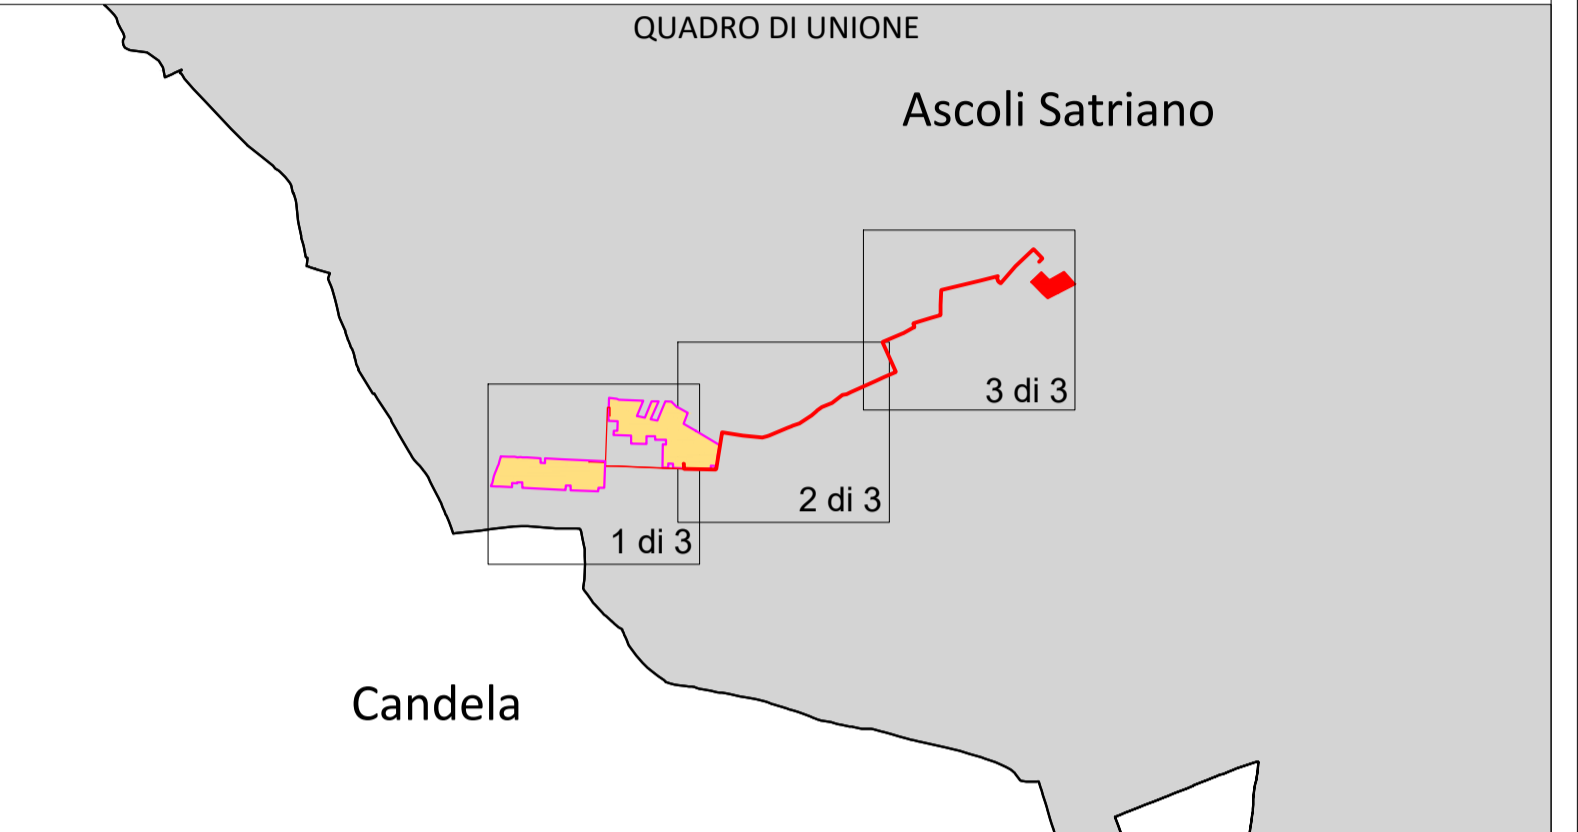 QUADRO DI UNIONE
Ascoli Satriano
3 di 3
2 di 3
1 di 3
Candela